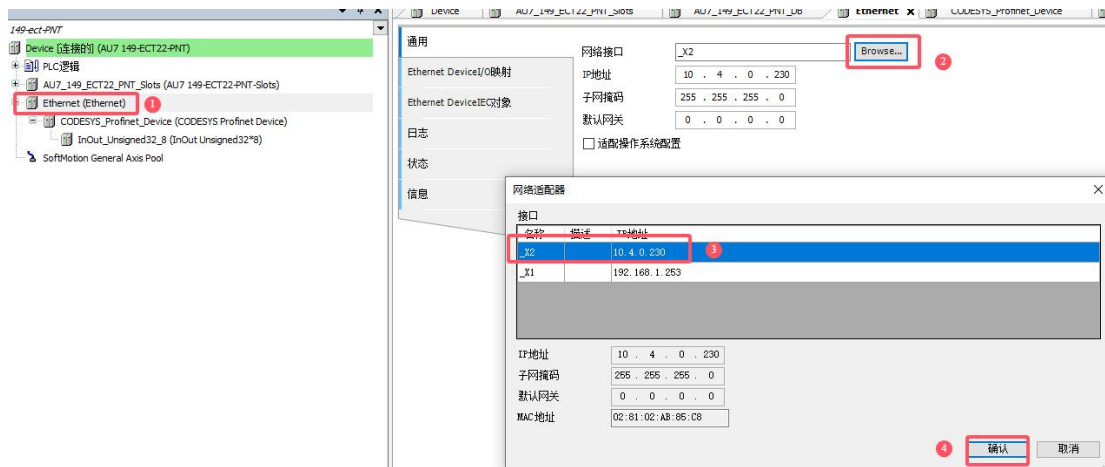 Device
AU7_149_ECT22_PNT_Slots
AU7_149_ECT22_PNT_DB
Ethernet X
CODESYS_Profinet_Device
149-ect-PNT
Device [连接的] (AU7 149-ECT22-PNT)
PLC逻辑
AU7_149_ECT22_PNT_Slots (AU7 149-ECT22-PNT-Slots)
Ethernet (Ethernet)
1
CODESYS_Profinet_Device (CODESYS Profinet Device)
InOut_Unsigned32_8 (InOut Unsigned32*8)
SoftMotion General Axis Pool
通用
Ethernet DeviceI/O映射
Ethernet DeviceIEC对象
日志
状态
信息
网络接口 _X2 Browse...
2
IP地址 10 . 4 . 0 . 230
子网掩码 255 . 255 . 255 . 0
默认网关 0 . 0 . 0 . 0
适配操作系统配置
网络适配器
接口
名称 描述 IP地址
_X2 10.4.0.230
3
_X1 192.168.1.253
IP地址 10 . 4 . 0 . 230
子网掩码 255 . 255 . 255 . 0
默认网关 0 . 0 . 0 . 0
MAC地址 02:81:02:AB:85:C8
4
确认 取消